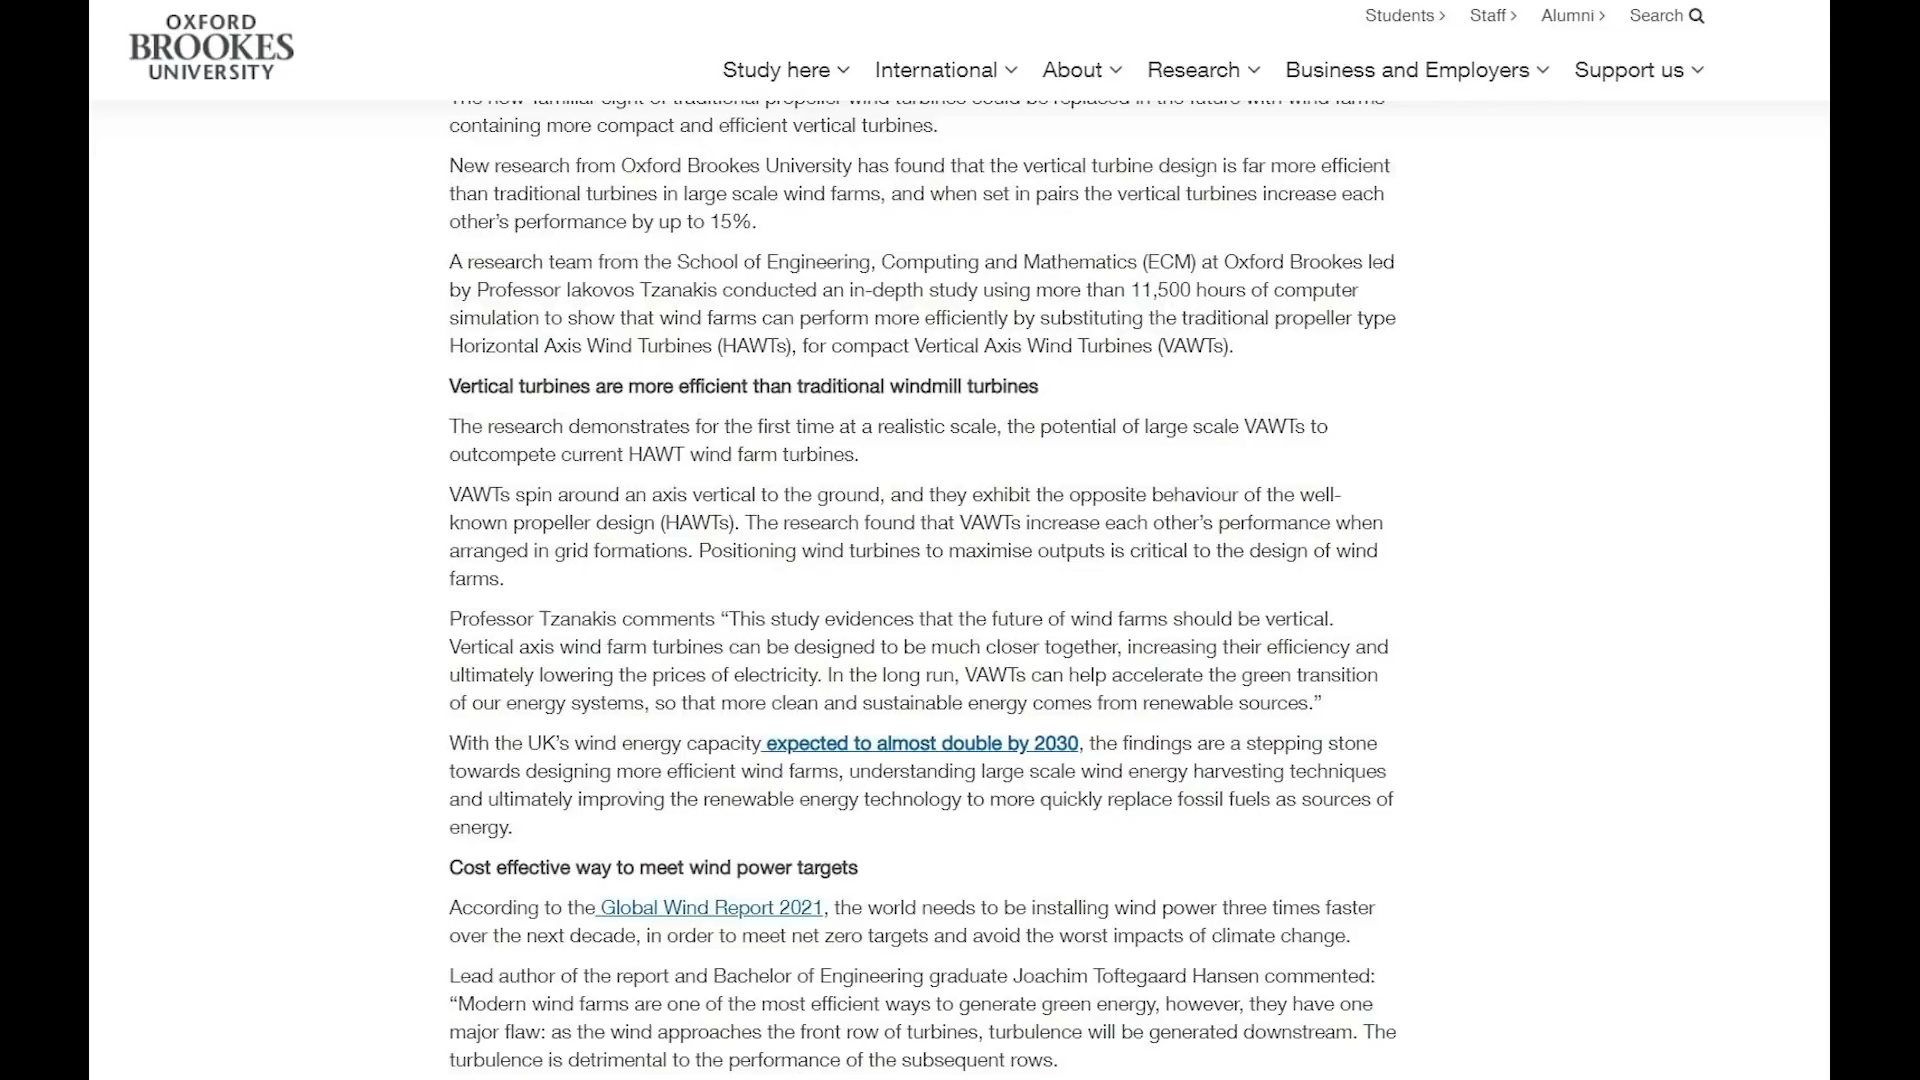 OXFORD
BROOKES
UNIVERSITY
Students
Staff
Alumni
Search
Study here
International
About
Research
Business and Employers
Support us
The now-familiar sight of traditional propeller wind turbines could be replaced in the future with wind farms
containing more compact and efficient vertical turbines.
New research from Oxford Brookes University has found that the vertical turbine design is far more efficient
than traditional turbines in large scale wind farms, and when set in pairs the vertical turbines increase each
other’s performance by up to 15%.
A research team from the School of Engineering, Computing and Mathematics (ECM) at Oxford Brookes led
by Professor Iakovos Tzanakis conducted an in-depth study using more than 11,500 hours of computer
simulation to show that wind farms can perform more efficiently by substituting the traditional propeller type
Horizontal Axis Wind Turbines (HAWTs), for compact Vertical Axis Wind Turbines (VAWTs).
Vertical turbines are more efficient than traditional windmill turbines
The research demonstrates for the first time at a realistic scale, the potential of large scale VAWTs to
outcompete current HAWT wind farm turbines.
VAWTs spin around an axis vertical to the ground, and they exhibit the opposite behaviour of the well-
known propeller design (HAWTs). The research found that VAWTs increase each other’s performance when
arranged in grid formations. Positioning wind turbines to maximise outputs is critical to the design of wind
farms.
Professor Tzanakis comments “This study evidences that the future of wind farms should be vertical.
Vertical axis wind farm turbines can be designed to be much closer together, increasing their efficiency and
ultimately lowering the prices of electricity. In the long run, VAWTs can help accelerate the green transition
of our energy systems, so that more clean and sustainable energy comes from renewable sources.”
With the UK’s wind energy capacity expected to almost double by 2030, the findings are a stepping stone
towards designing more efficient wind farms, understanding large scale wind energy harvesting techniques
and ultimately improving the renewable energy technology to more quickly replace fossil fuels as sources of
energy.
Cost effective way to meet wind power targets
According to the Global Wind Report 2021, the world needs to be installing wind power three times faster
over the next decade, in order to meet net zero targets and avoid the worst impacts of climate change.
Lead author of the report and Bachelor of Engineering graduate Joachim Toftegaard Hansen commented:
“Modern wind farms are one of the most efficient ways to generate green energy, however, they have one
major flaw: as the wind approaches the front row of turbines, turbulence will be generated downstream. The
turbulence is detrimental to the performance of the subsequent rows.